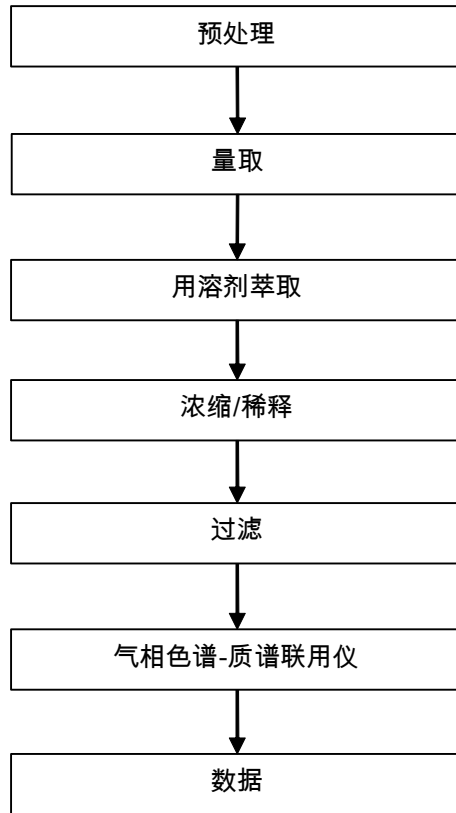 预处理
量取
用溶剂萃取
浓缩/稀释
过滤
气相色谱-质谱联用仪
数据